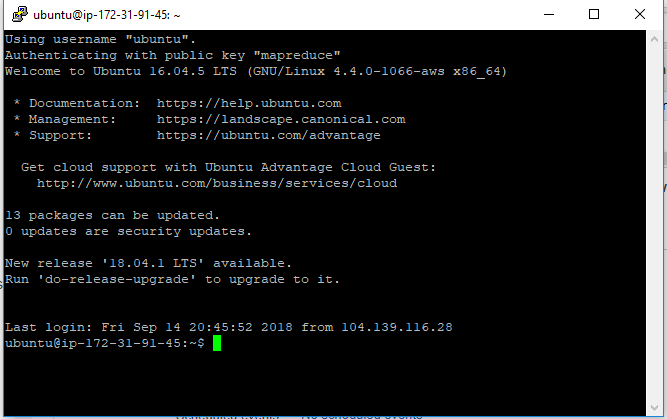 ubuntu@ip-172-31-91-45: ~
Using username "ubuntu".
Authenticating with public key "mapreduce"
Welcome to Ubuntu 16.04.5 LTS (GNU/Linux 4.4.0-1066-aws x86_64)
* Documentation:  https://help.ubuntu.com
* Management:     https://landscape.canonical.com
* Support:        https://ubuntu.com/advantage
Get cloud support with Ubuntu Advantage Cloud Guest:
http://www.ubuntu.com/business/services/cloud
13 packages can be updated.
0 updates are security updates.
New release '18.04.1 LTS' available.
Run 'do-release-upgrade' to upgrade to it.
Last login: Fri Sep 14 20:45:52 2018 from 104.139.116.28
ubuntu@ip-172-31-91-45:~$